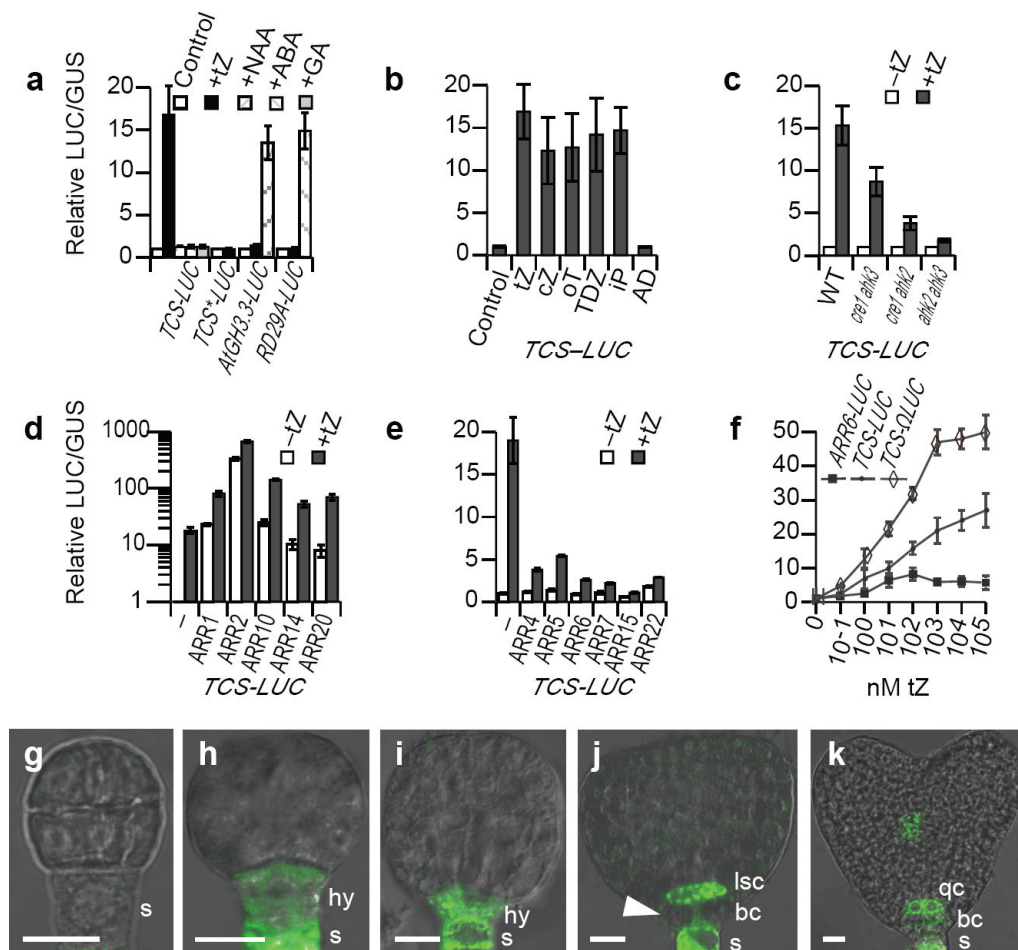 a
Relative LUC/GUS
20
15
10
5
0
Control
+tZ
+NAA
+ABA
+GA
TCS-LUC
TCS*-LUC
AtGH3.3-LUC
RD29A-LUC
b
20
15
10
5
0
Control
tZ
cZ
oT
TDZ
iP
AD
TCS–LUC
c
–tZ
+tZ
20
15
10
5
0
WT
cre1 ahk3
cre1 ahk2
ahk2 ahk3
TCS-LUC
d
Relative LUC/GUS
1000
100
10
1
–tZ
+tZ
–
ARR1
ARR2
ARR10
ARR14
ARR20
TCS-LUC
e
20
15
10
5
0
–tZ
+tZ
–
ARR4
ARR5
ARR6
ARR7
ARR15
ARR22
TCS-LUC
f
ARR6-LUC
TCS-LUC
TCS-ΩLUC
50
40
30
20
10
0
0
10-1
100
101
102
103
104
105
nM tZ
g
s
h
hy
s
i
hy
s
j
lsc
bc
s
k
qc
bc
s